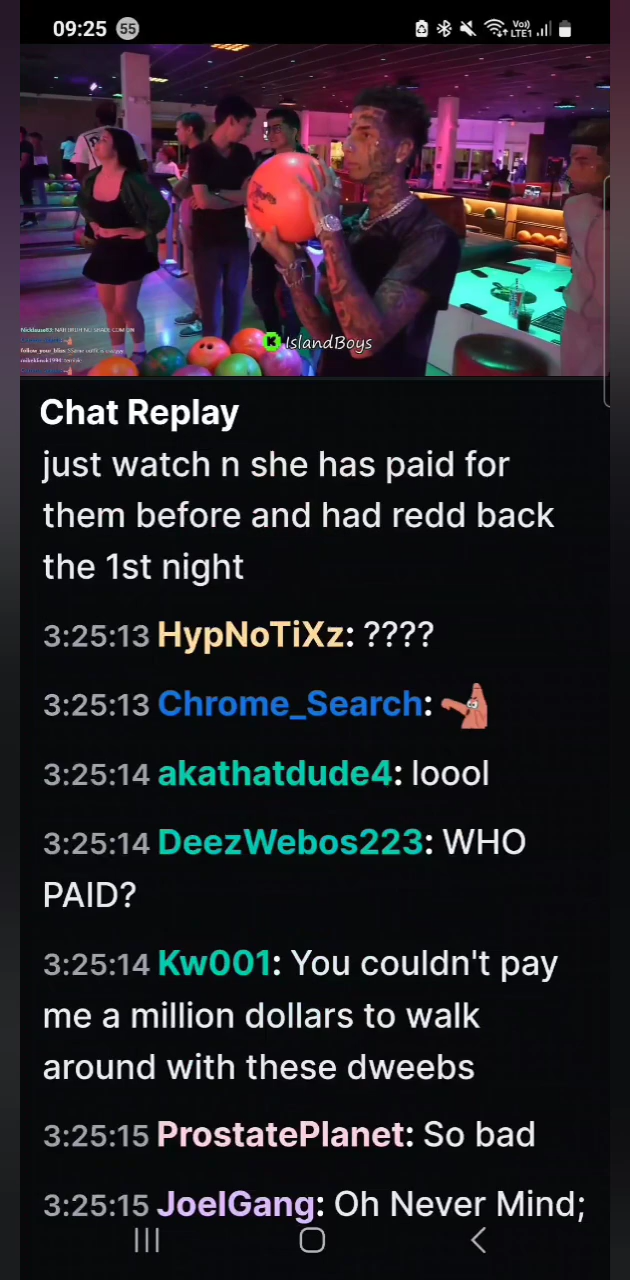 09:25 55
Vo))
LTE1
IslandBoys
Chat Replay
just watch n she has paid for
them before and had redd back
the 1st night
3:25:13 HypNoTiXz: ????
3:25:13 Chrome_Search:
3:25:14 akathatdude4: loool
3:25:14 DeezWebos223: WHO
PAID?
3:25:14 Kw001: You couldn't pay
me a million dollars to walk
around with these dweebs
3:25:15 ProstatePlanet: So bad
3:25:15 JoelGang: Oh Never Mind;